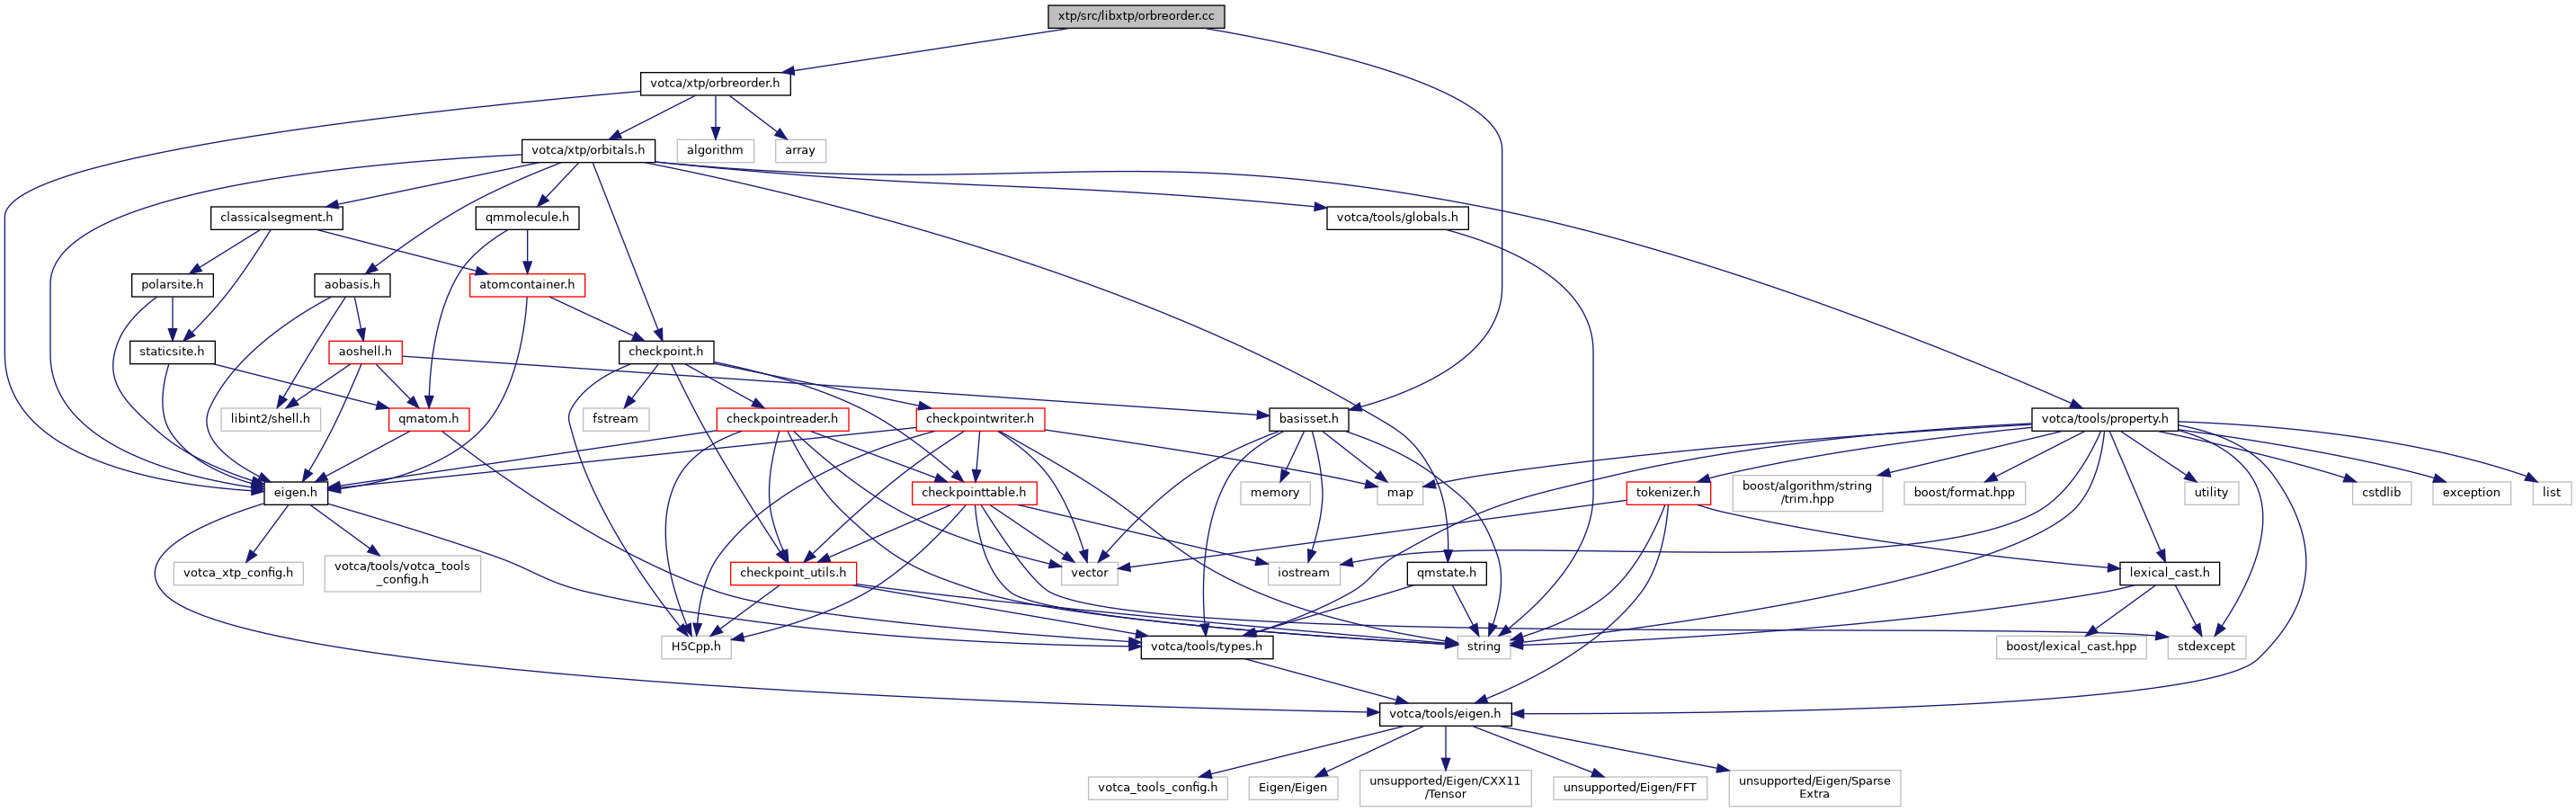 xtp/src/libxtp/orbreorder.cc
votca/xtp/orbreorder.h
votca/xtp/orbitals.h
algorithm
array
classicalsegment.h
qmmolecule.h
votca/tools/globals.h
polarsite.h
aobasis.h
atomcontainer.h
staticsite.h
aoshell.h
checkpoint.h
libint2/shell.h
qmatom.h
fstream
checkpointreader.h
checkpointwriter.h
basisset.h
votca/tools/property.h
eigen.h
checkpointtable.h
memory
map
tokenizer.h
boost/algorithm/string
/trim.hpp
boost/format.hpp
utility
cstdlib
exception
list
votca_xtp_config.h
votca/tools/votca_tools
_config.h
checkpoint_utils.h
vector
iostream
qmstate.h
lexical_cast.h
H5Cpp.h
votca/tools/types.h
string
boost/lexical_cast.hpp
stdexcept
votca/tools/eigen.h
votca_tools_config.h
Eigen/Eigen
unsupported/Eigen/CXX11
/Tensor
unsupported/Eigen/FFT
unsupported/Eigen/Sparse
Extra